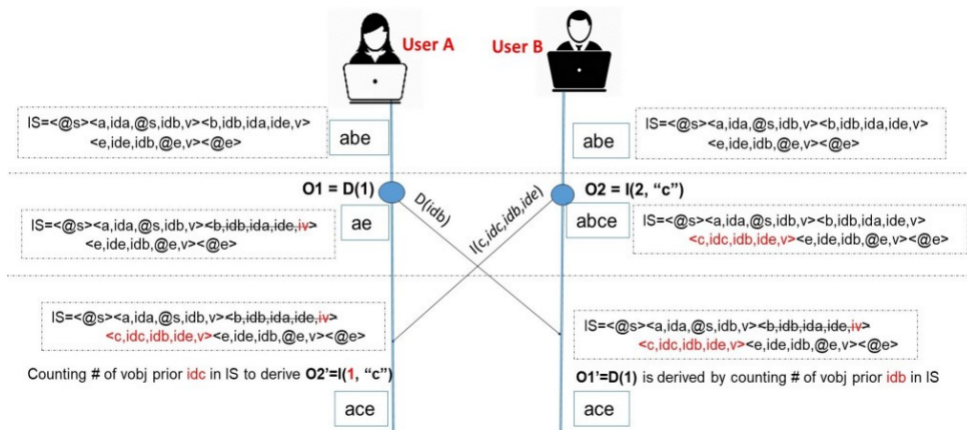 User A
User B
IS=<@s><a,ida,@s,idb,v><b,idb,ida,ide,v>
<e,ide,idb,@e,v><@e>
abe
abe
IS=<@s><a,ida,@s,idb,v><b,idb,ida,ide,v>
<e,ide,idb,@e,v><@e>
O1 = D(1)
O2 = I(2, “c”)
D(idb)
I(c,idc,idb,ide)
IS=<@s><a,ida,@s,idb,v><b,idb,ida,ide,iv>
<e,ide,idb,@e,v><@e>
ae
abce
IS=<@s><a,ida,@s,idb,v><b,idb,ida,ide,v>
<c,idc,idb,ide,v><e,ide,idb,@e,v><@e>
IS=<@s><a,ida,@s,idb,v><b,idb,ida,ide,iv>
<c,idc,idb,ide,v><e,ide,idb,@e,v><@e>
IS=<@s><a,ida,@s,idb,v><b,idb,ida,ide,iv>
<c,idc,idb,ide,v><e,ide,idb,@e,v><@e>
Counting # of vobj prior idc in IS to derive O2’=I(1, “c”)
O1’=D(1) is derived by counting # of vobj prior idb in IS
ace
ace